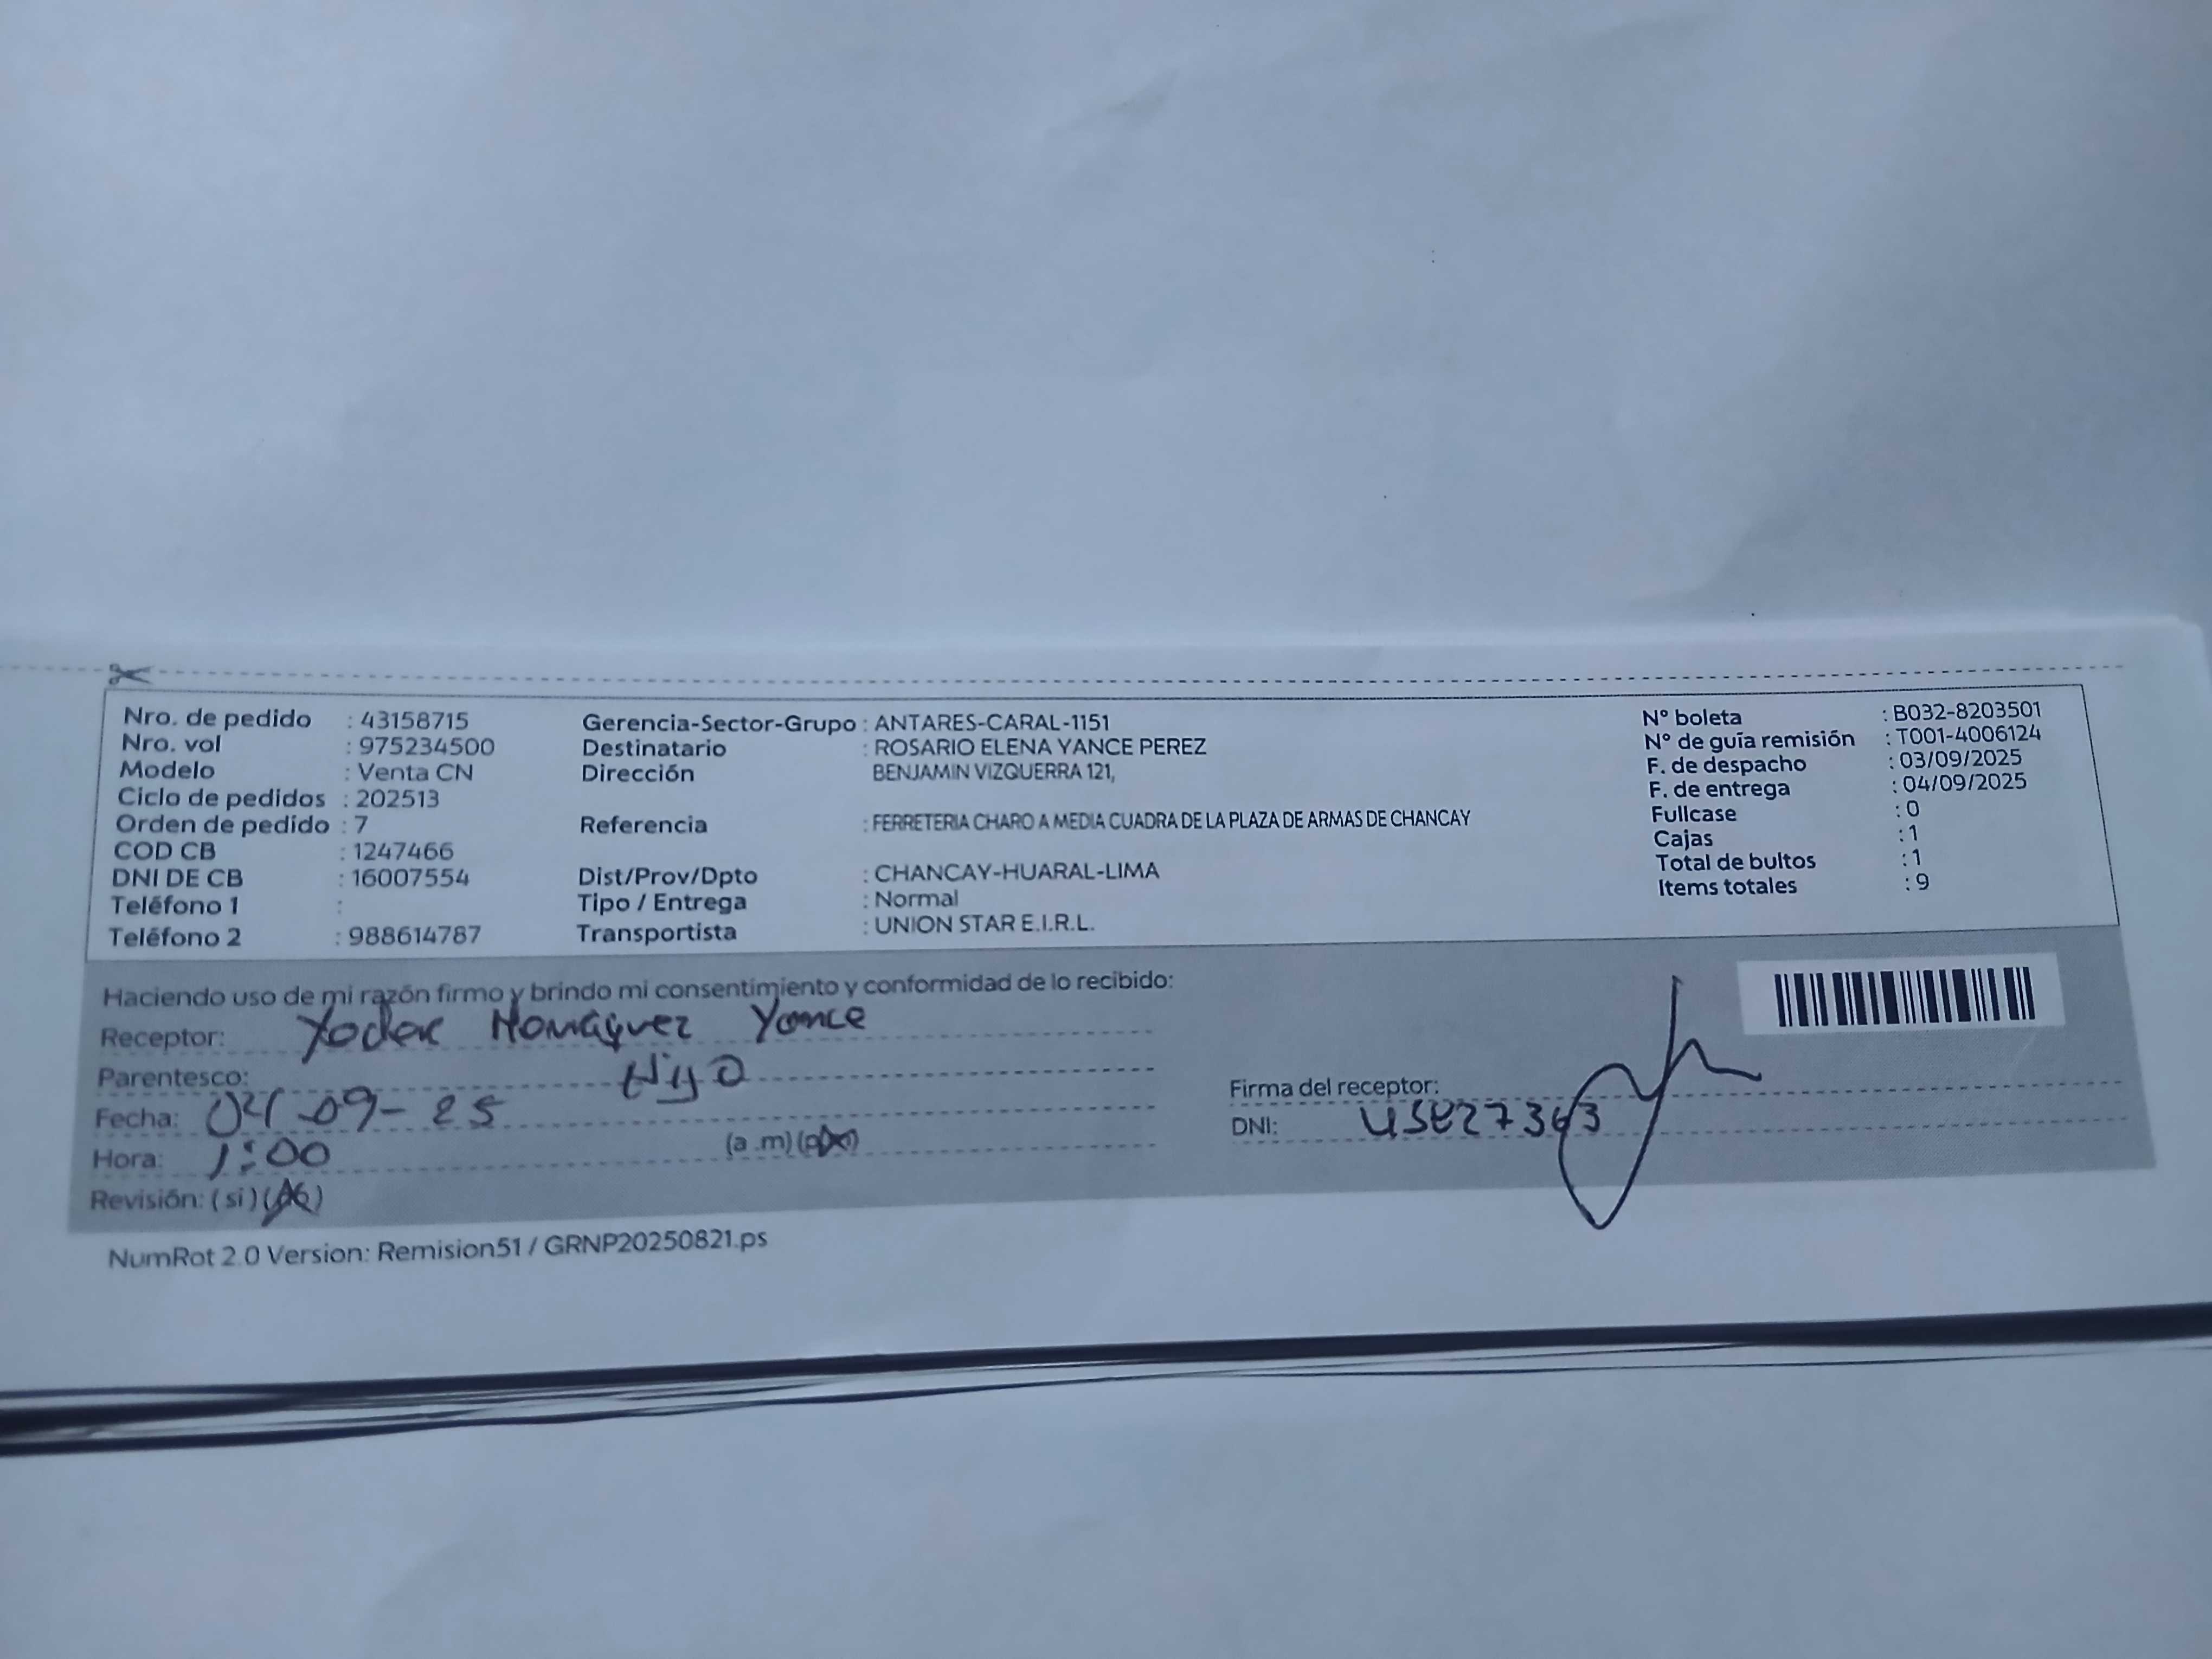 Nro. de pedido : 43158715
Nro. vol : 975234500
Modelo : Venta CN
Ciclo de pedidos : 202513
Orden de pedido : 7
COD CB : 1247466
DNI DE CB : 16007554
Teléfono 1 :
Teléfono 2 : 988614787
Gerencia-Sector-Grupo : ANTARES-CARAL-1151
Destinatario : ROSARIO ELENA YANCE PEREZ
Dirección BENJAMIN VIZQUERRA 121,
Referencia : FERRETERIA CHARO A MEDIA CUADRA DE LA PLAZA DE ARMAS DE CHANCAY
Dist/Prov/Dpto : CHANCAY-HUARAL-LIMA
Tipo / Entrega : Normal
Transportista : UNION STAR E.I.R.L.
N° boleta : B032-8203501
N° de guía remisión : T001-4006124
F. de despacho : 03/09/2025
F. de entrega : 04/09/2025
Fullcase : 0
Cajas : 1
Total de bultos : 1
Items totales : 9
Haciendo uso de mi razón firmo y brindo mi consentimiento y conformidad de lo recibido:
Receptor: Yance
Parentesco: Hijo
Fecha: 04-09-25
Hora: 1:00 (a .m) (p.m)
Revisión: ( si ) (no)
Firma del receptor:
DNI:
NumRot 2.0 Version: Remision51 / GRNP20250821.ps